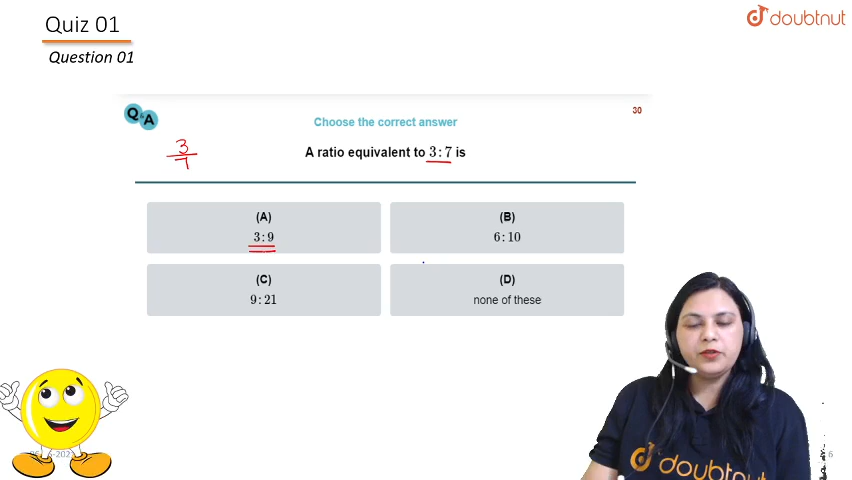 Quiz 01
doubtnut
Question 01
Q & A
30
Choose the correct answer
3
7
A ratio equivalent to 3 : 7 is
(A)
3 : 9
(B)
6 : 10
(C)
9 : 21
(D)
none of these
doubtnut
6